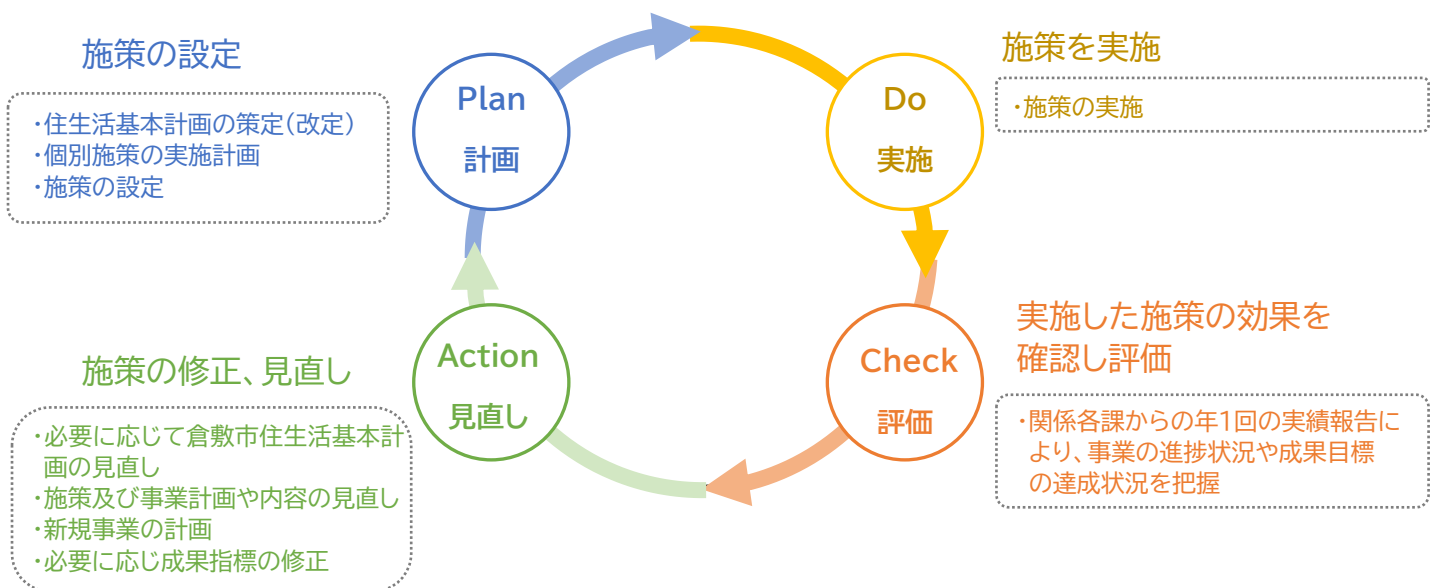 施策の設定
・住生活基本計画の策定(改定)
・個別施策の実施計画
・施策の設定
Plan
計画
Do
実施
施策を実施
・施策の実施
Check
評価
実施した施策の効果を
確認し評価
・関係各課からの年1回の実績報告に
より、事業の進捗状況や成果目標
の達成状況を把握
Action
見直し
施策の修正、見直し
・必要に応じて倉敷市住生活基本計
画の見直し
・施策及び事業計画や内容の見直し
・新規事業の計画
・必要に応じ成果指標の修正